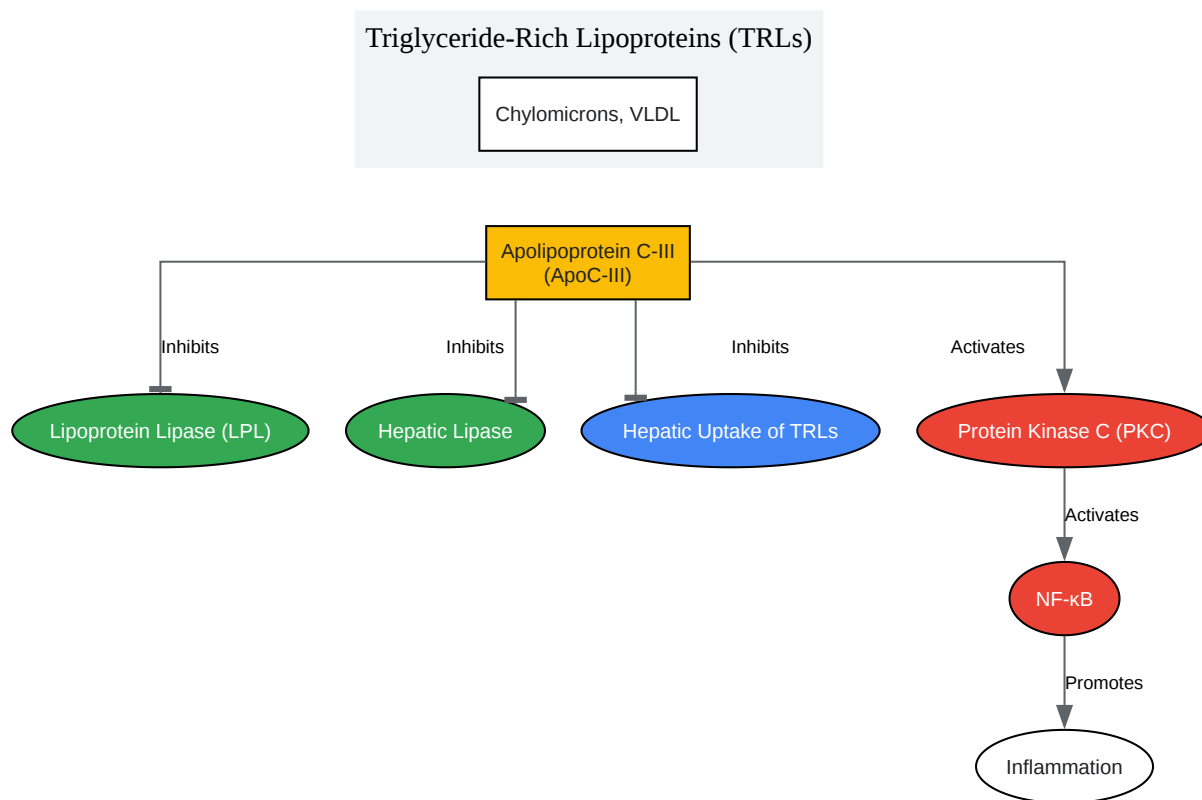 Triglyceride-Rich Lipoproteins (TRLs)
Chylomicrons, VLDL
Apolipoprotein C-III
(ApoC-III)
Inhibits
Inhibits
Inhibits
Activates
Lipoprotein Lipase (LPL)
Hepatic Lipase
Hepatic Uptake of TRLs
Protein Kinase C (PKC)
Activates
NF-κB
Promotes
Inflammation